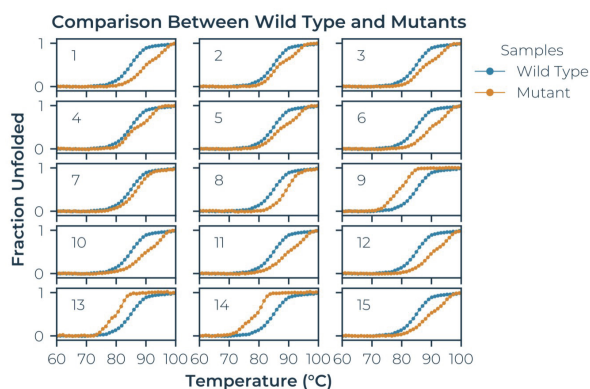 Comparison Between Wild Type and Mutants
Samples
Wild Type
Mutant
Fraction Unfolded
1 0
1 2 3
1 0
4 5 6
1 0
7 8 9
1 0
10 11 12
1 0
13 14 15
60 70 80 90 100 60 70 80 90 100 60 70 80 90 100
Temperature (°C)